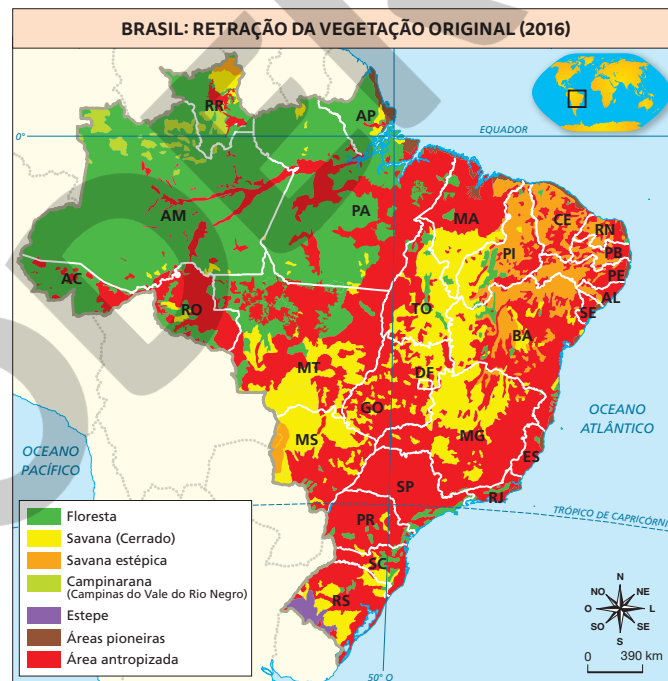 BRASIL: RETRAÇÃO DA VEGETAÇÃO ORIGINAL (2016)
RR
AP
0°
EQUADOR
AM
PA
MA
CE
RN
PB
PI
PE
AC
AL
SE
RO
TO
BA
MT
DF
GO
OCEANO
ATLÂNTICO
OCEANO
PACÍFICO
MS
MG
ES
SP
RJ
TRÓPICO DE CAPRICÓRNI
PR
SC
RS
Floresta
Savana (Cerrado)
Savana estépica
Campinarana
(Campinas do Vale do Rio Negro)
Estepe
Áreas pioneiras
Área antropizada
N
NO NE
O L
SO SE
S
0 390 km
50° O